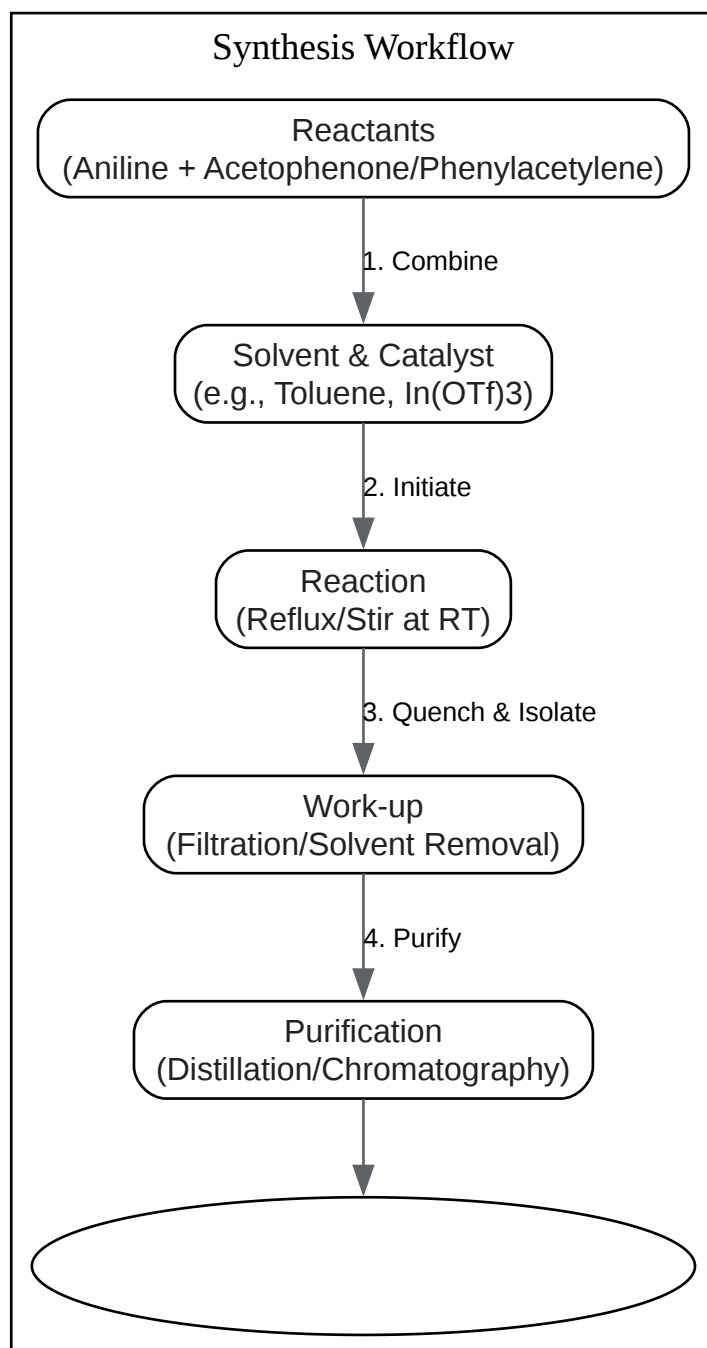 Synthesis Workflow
Reactants
(Aniline + Acetophenone/Phenylacetylene)
1. Combine
Solvent & Catalyst
(e.g., Toluene, In(OTf)3)
2. Initiate
Reaction
(Reflux/Stir at RT)
3. Quench & Isolate
Work-up
(Filtration/Solvent Removal)
4. Purify
Purification
(Distillation/Chromatography)